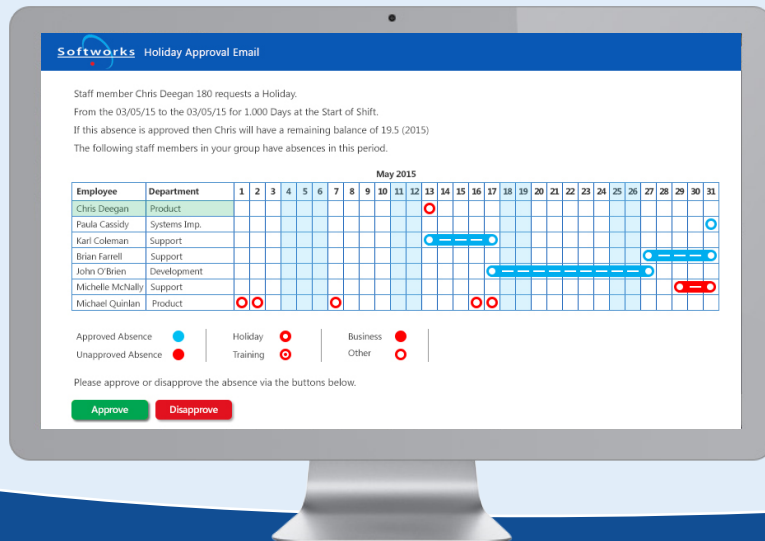 Softworks Holiday Approval Email
Staff member Chris Deegan 180 requests a Holiday.
From the 03/05/15 to the 03/05/15 for 1.000 Days at the Start of Shift.
If this absence is approved then Chris will have a remaining balance of 19.5 (2015)
The following staff members in your group have absences in this period.
May 2015
Employee Department 1 2 3 4 5 6 7 8 9 10 11 12 13 14 15 16 17 18 19 20 21 22 23 24 25 26 27 28 29 30 31
Chris Deegan Product
Paula Cassidy Systems Imp.
Karl Coleman Support
Brian Farrell Support
John O'Brien Development
Michelle McNally Support
Michael Quinlan Product
Approved Absence Holiday Business
Unapproved Absence Training Other
Please approve or disapprove the absence via the buttons below.
Approve Disapprove